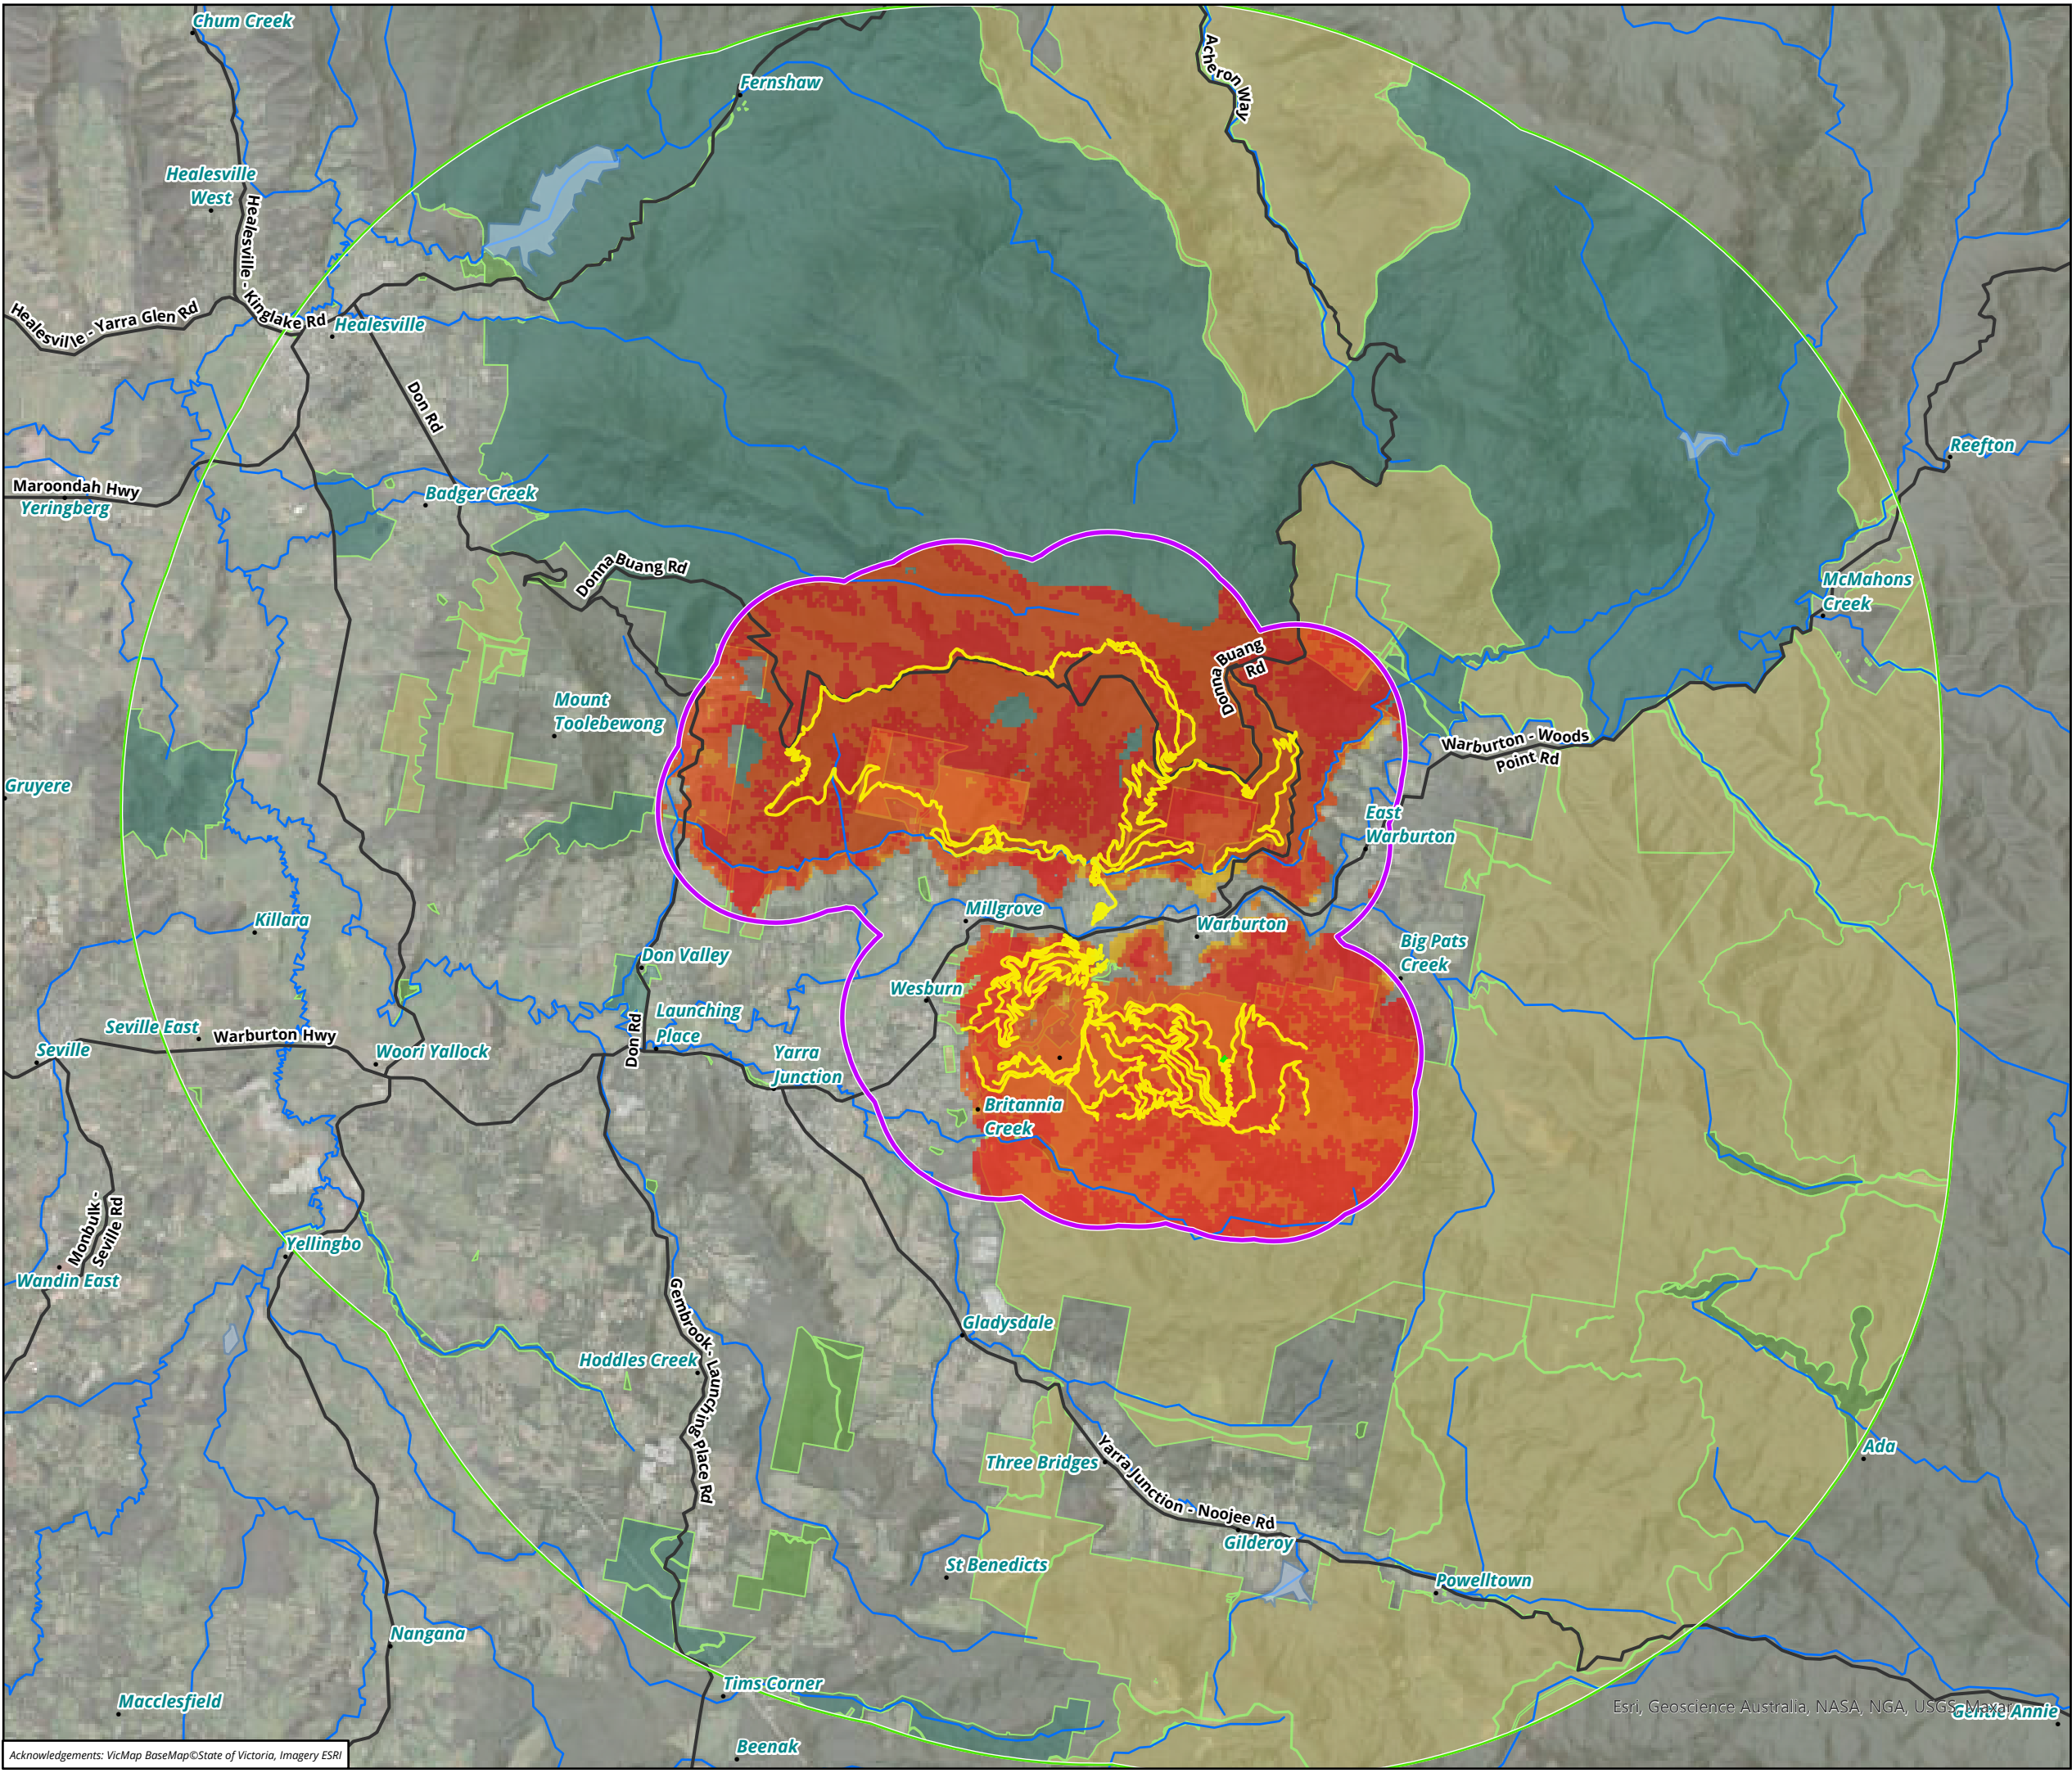 Chum Creek
Fernshaw
Acheron Way
Healesville
West
Healesville - Kinglake Rd
Healesville - Yarra Glen Rd
Healesville
Don Rd
Maroondah Hwy
Yeringberg
Badger Creek
Reefton
Donna Buang Rd
McMahons
Creek
Donna Buang
Rd
Mount
Toolebewong
Warburton - Woods
Point Rd
Gruyere
East
Warburton
Killara
Millgrove
Warburton
Don Valley
Big Pats
Creek
Wesburn
Launching
Place
Don Rd
Seville East
Warburton Hwy
Seville
Woori Yallock
Yarra
Junction
Britannia
Creek
Monbulk -
Seville Rd
Yellingbo
Wandin East
Gembrook - Launching Place Rd
Gladysdale
Hoddles Creek
Three Bridges
Yarra Junction - Noojee Rd
Ada
Gilderoy
St Benedicts
Powelltown
Nangana
Tims Corner
Macclesfield
Esri, Geoscience Australia, NASA, NGA, USGS, Maxar
Gentle Annie
Beenak
Acknowledgements: VicMap BaseMap©State of Victoria, Imagery ESRI